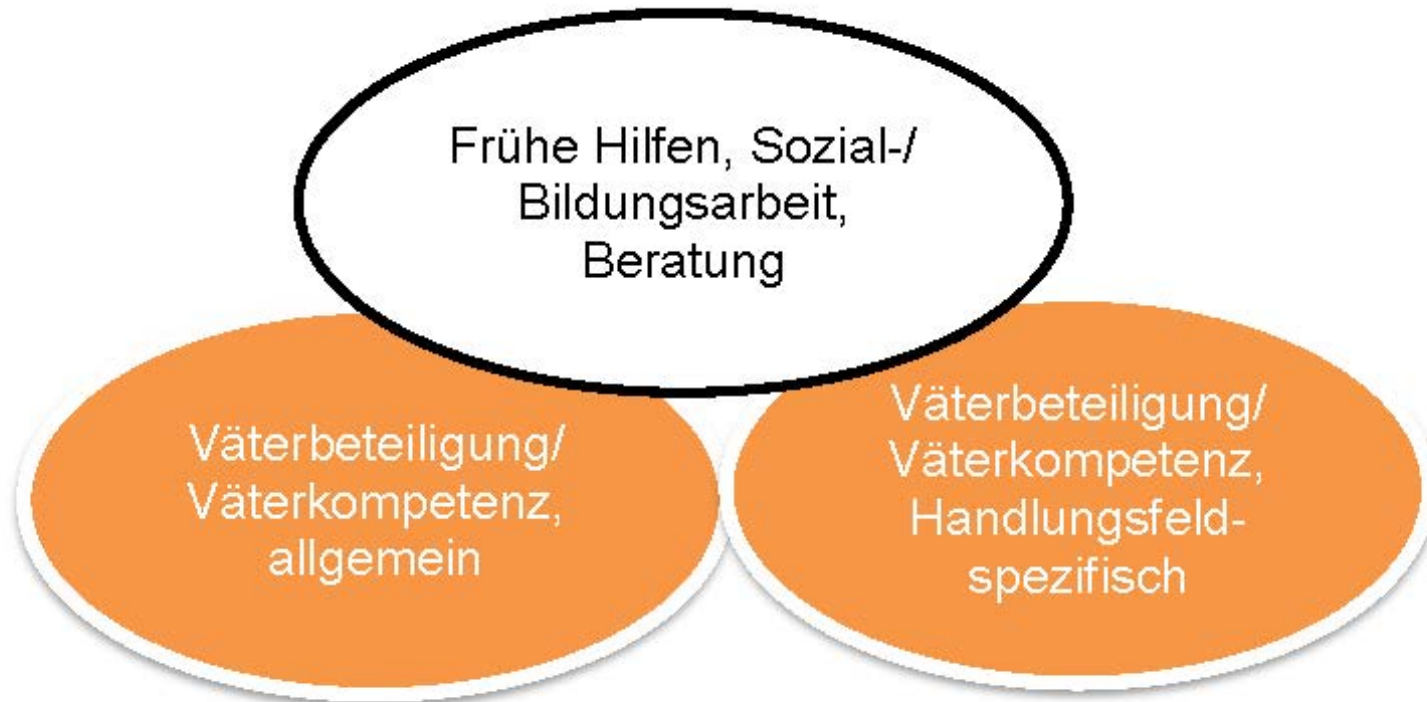 Frühe Hilfen, Sozial-/
Bildungsarbeit,
Beratung
Väterbeteiligung/
Väterkompetenz,
allgemein
Väterbeteiligung/
Väterkompetenz,
Handlungsfeld-
spezifisch